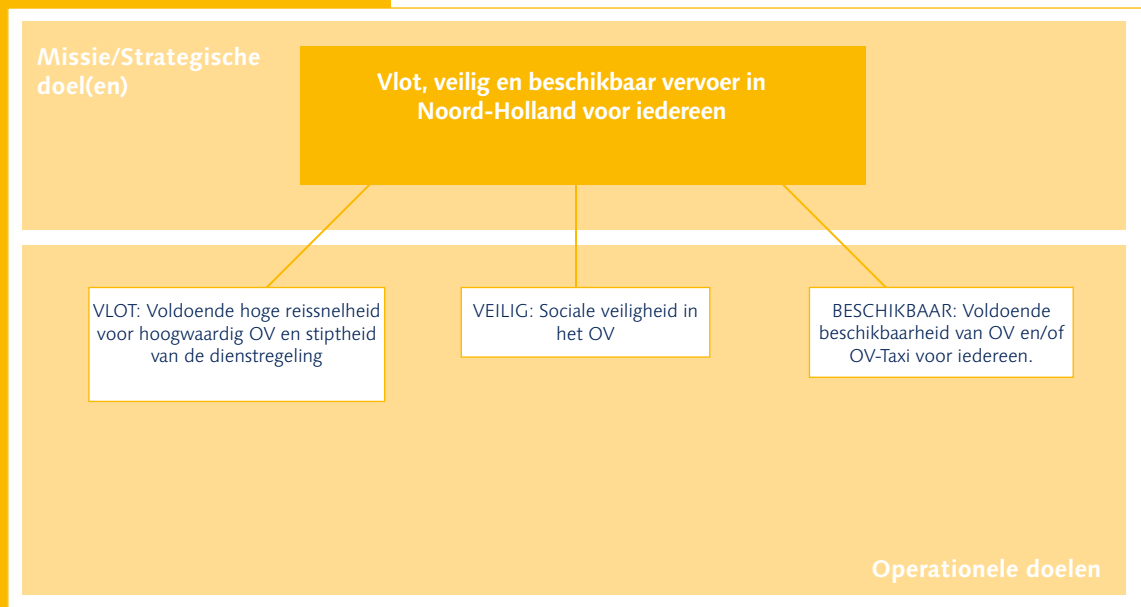 Missie/Strategische
doel(en)
Vlot, veilig en beschikbaar vervoer in
Noord-Holland voor iedereen
VLOT: Voldoende hoge reissnelheid
voor hoogwaardig OV en stiptheid
van de dienstregeling
VEILIG: Sociale veiligheid in
het OV
BESCHIKBAAR: Voldoende
beschikbaarheid van OV en/of
OV-Taxi voor iedereen.
Operationele doelen